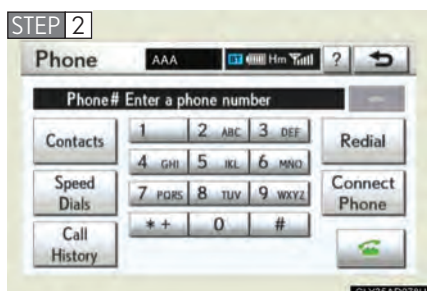 STEP 2
Phone AAA BT Hm ?
Phone# Enter a phone number
Contacts 1 2 ABC 3 DEF Redial
4 GHI 5 JKL 6 MNO
Speed Dials 7 PQRS 8 TUV 9 WXYZ Connect Phone
* + 0 #
Call History